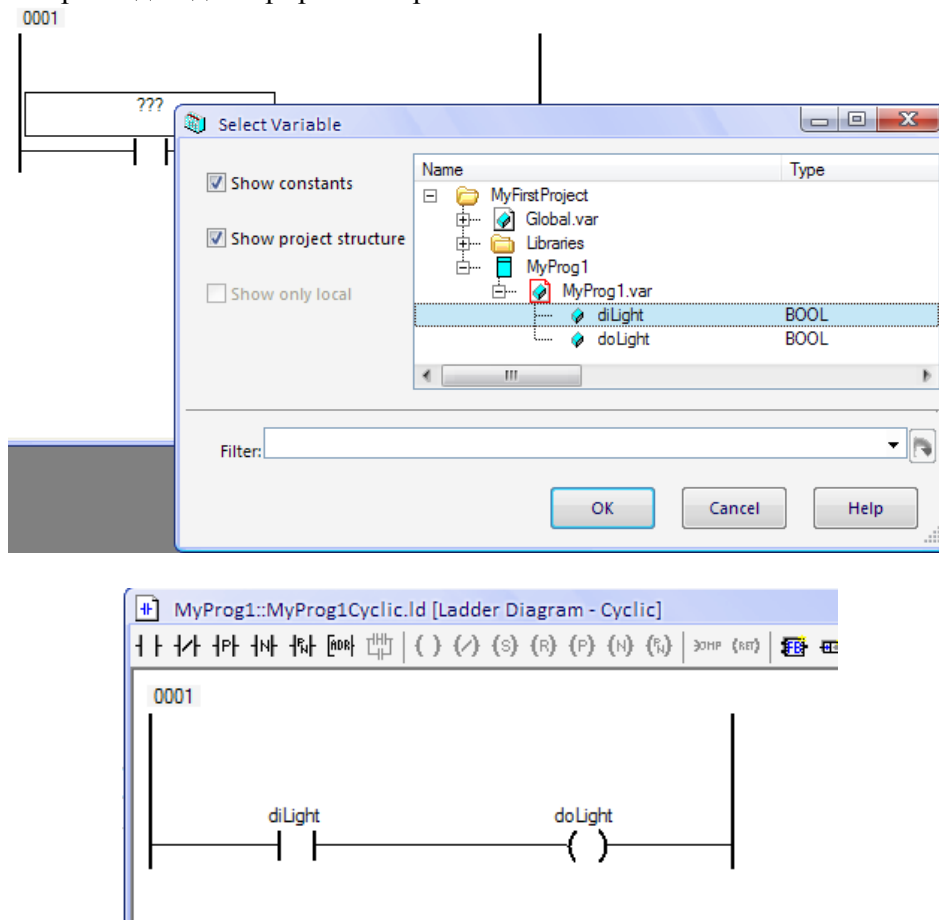 0001
???
Select Variable
Show constants
Show project structure
Show only local
Name Type
MyFirstProject
Global.var
Libraries
MyProg1
MyProg1.var
diLight BOOL
doLight BOOL
Filter:
OK Cancel Help
MyProg1::MyProg1Cyclic.ld [Ladder Diagram - Cyclic]
0001
diLight doLight